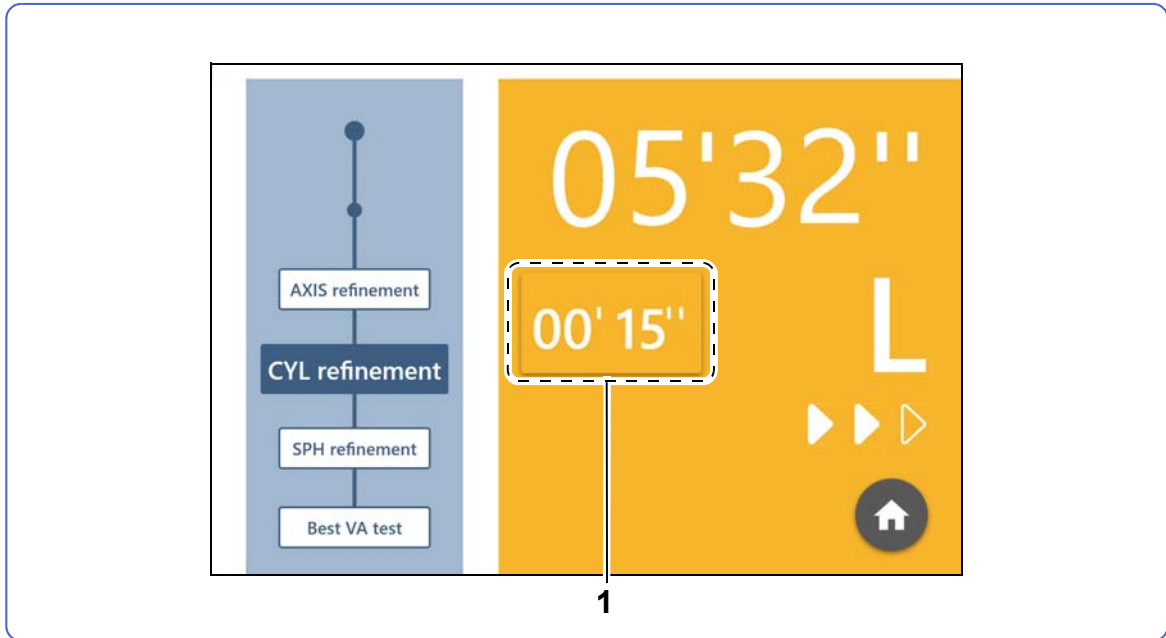 05'32''
AXIS refinement
00' 15''
L
CYL refinement
SPH refinement
Best VA test
1